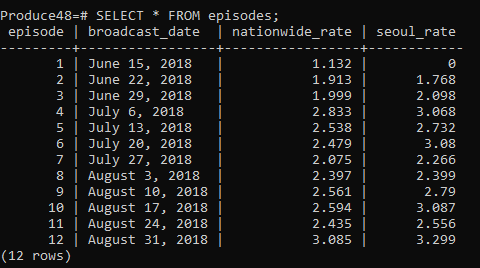 Produce48=# SELECT * FROM episodes;
 episode | broadcast_date  | nationwide_rate | seoul_rate
---------+-----------------+-----------------+------------
       1 | June 15, 2018   |           1.132 |          0
       2 | June 22, 2018   |           1.913 |      1.768
       3 | June 29, 2018   |           1.999 |      2.098
       4 | July 6, 2018    |           2.833 |      3.068
       5 | July 13, 2018   |           2.538 |      2.732
       6 | July 20, 2018   |           2.479 |       3.08
       7 | July 27, 2018   |           2.075 |      2.266
       8 | August 3, 2018  |           2.397 |      2.399
       9 | August 10, 2018 |           2.561 |       2.79
      10 | August 17, 2018 |           2.594 |      3.087
      11 | August 24, 2018 |           2.435 |      2.556
      12 | August 31, 2018 |           3.085 |      3.299
(12 rows)